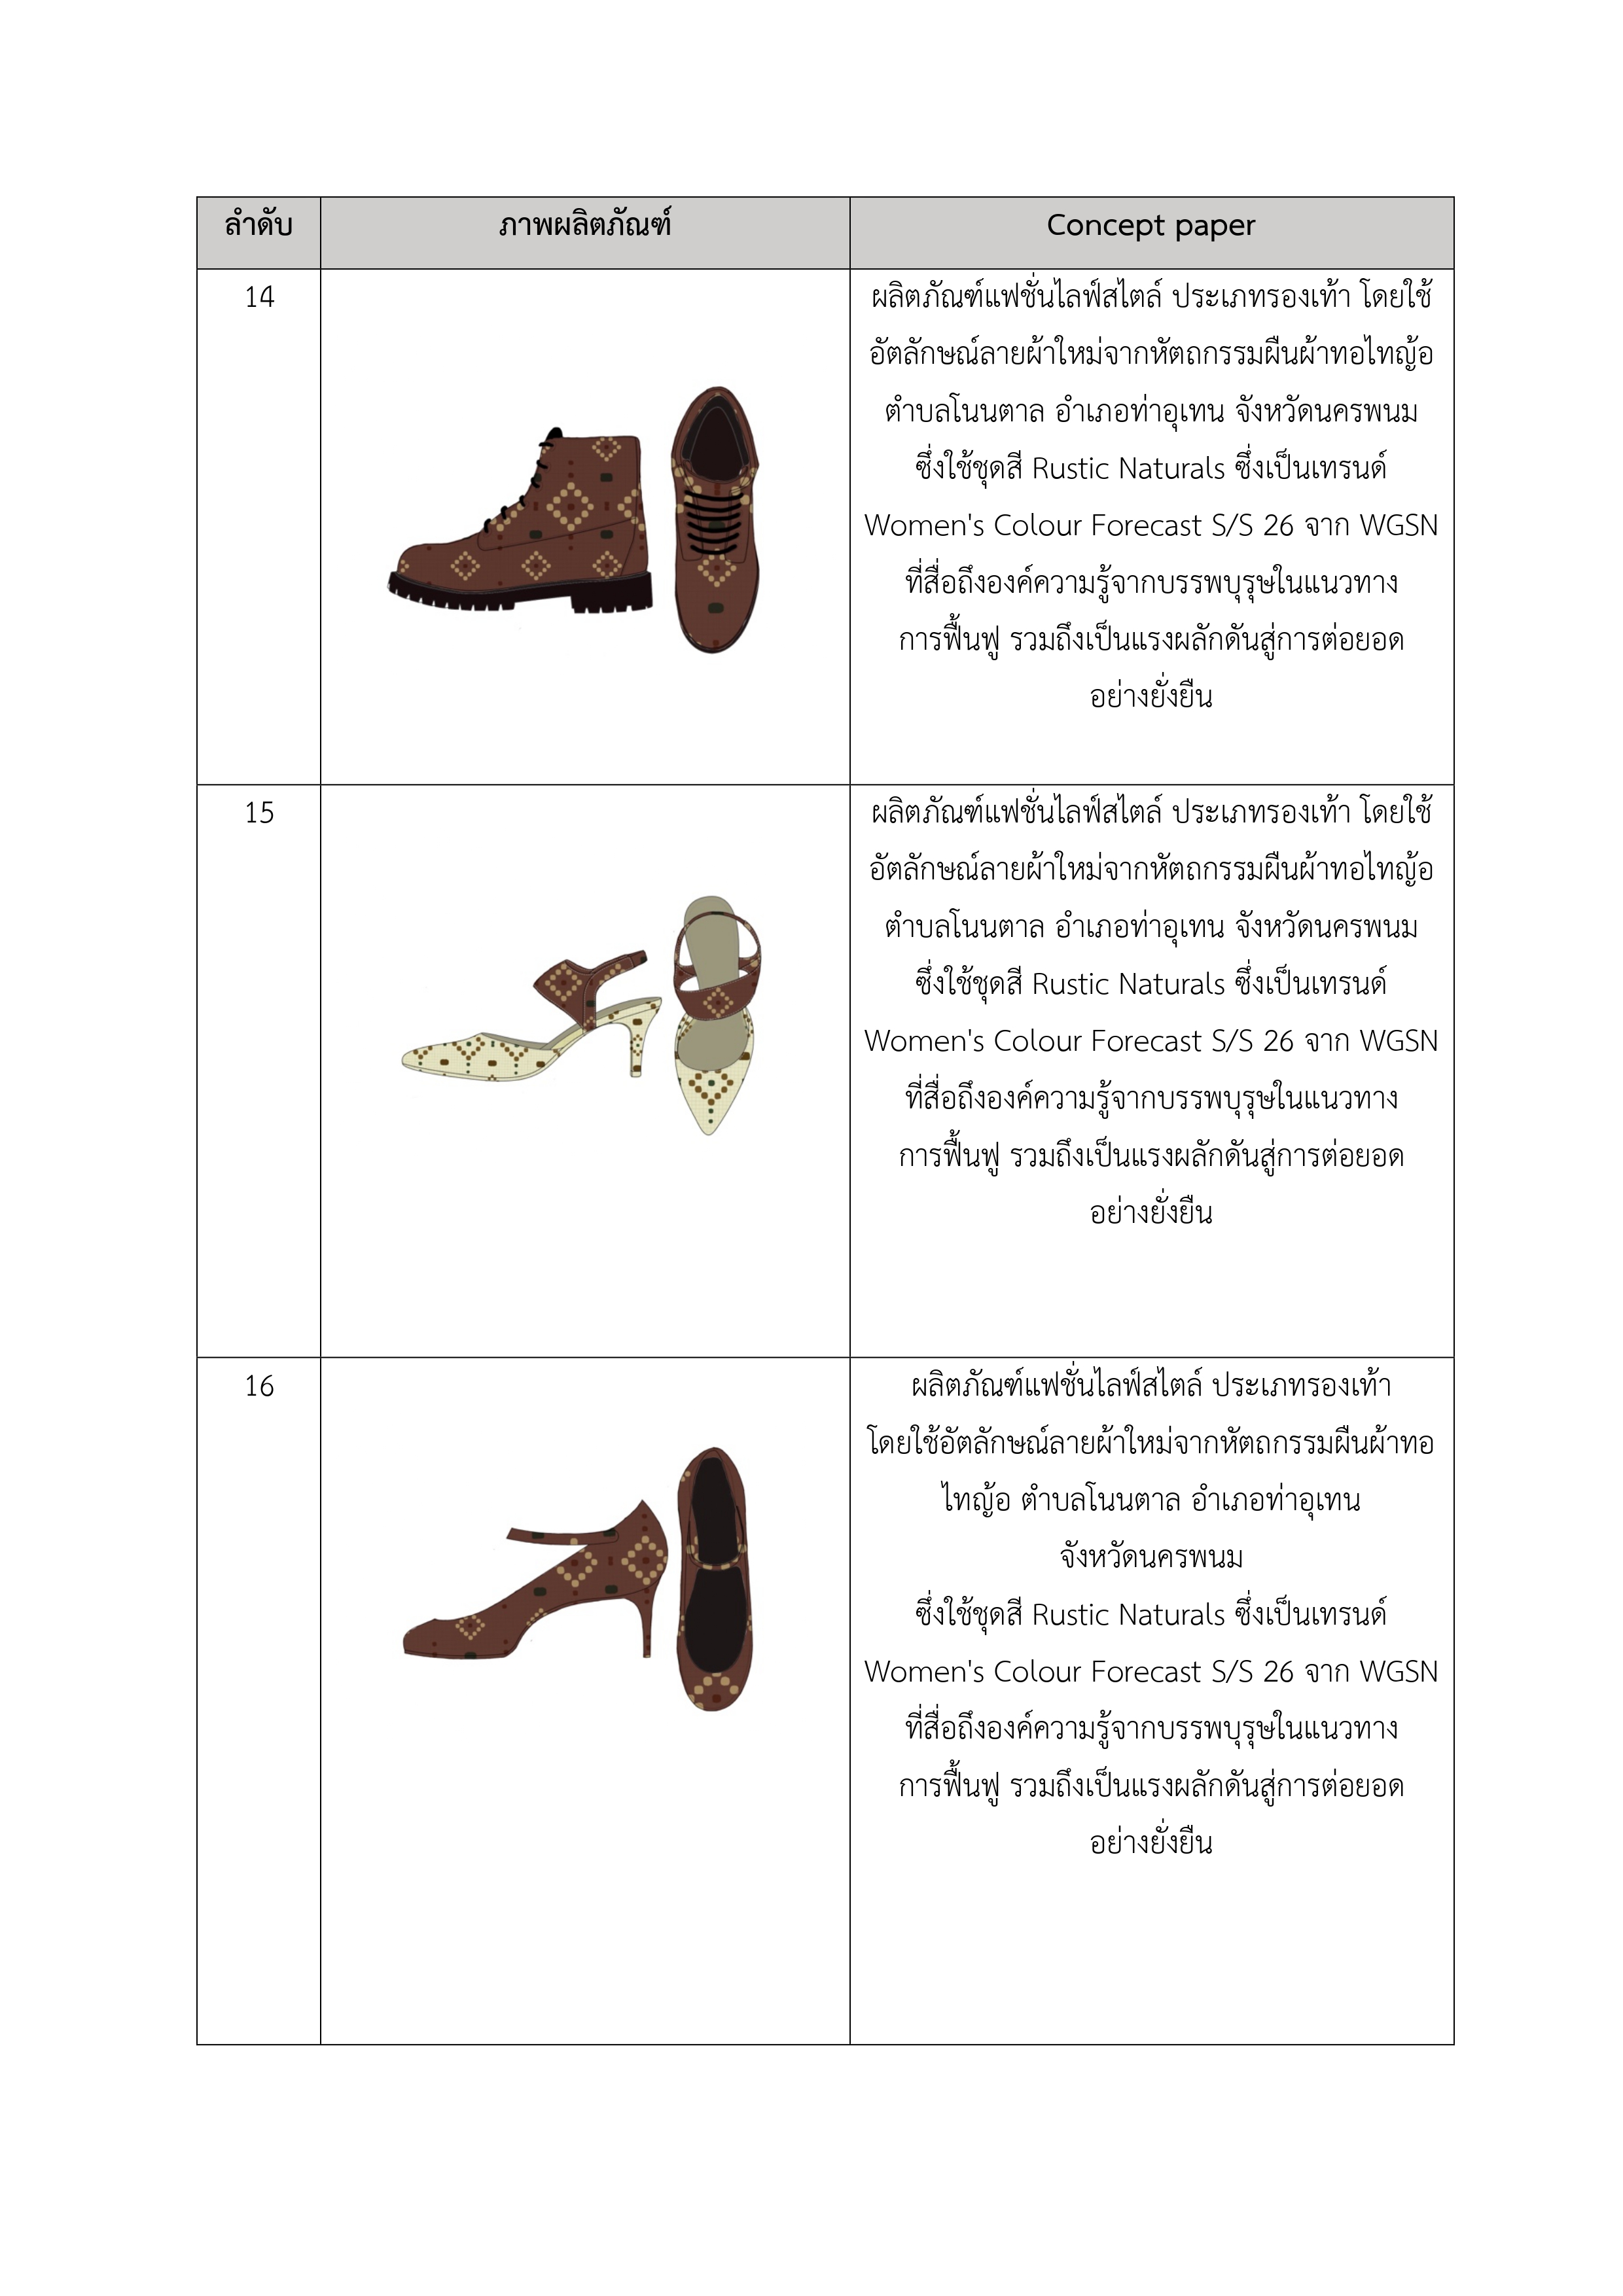 ลำดับ ภาพผลิตภัณฑ์ Concept paper
14
ผลิตภัณฑ์แฟชั่นไลฟ์สไตล์ ประเภทรองเท้า โดยใช้
อัตลักษณ์ลายผ้าใหม่จากหัตถกรรมผืนผ้าทอไทญ้อ
ตำบลโนนตาล อำเภอท่าอุเทน จังหวัดนครพนม
ซึ่งใช้ชุดสี Rustic Naturals ซึ่งเป็นเทรนด์
Women's Colour Forecast S/S 26 จาก WGSN
ที่สื่อถึงองค์ความรู้จากบรรพบุรุษในแนวทาง
การฟื้นฟู รวมถึงเป็นแรงผลักดันสู่การต่อยอด
อย่างยั่งยืน
15
ผลิตภัณฑ์แฟชั่นไลฟ์สไตล์ ประเภทรองเท้า โดยใช้
อัตลักษณ์ลายผ้าใหม่จากหัตถกรรมผืนผ้าทอไทญ้อ
ตำบลโนนตาล อำเภอท่าอุเทน จังหวัดนครพนม
ซึ่งใช้ชุดสี Rustic Naturals ซึ่งเป็นเทรนด์
Women's Colour Forecast S/S 26 จาก WGSN
ที่สื่อถึงองค์ความรู้จากบรรพบุรุษในแนวทาง
การฟื้นฟู รวมถึงเป็นแรงผลักดันสู่การต่อยอด
อย่างยั่งยืน
16
ผลิตภัณฑ์แฟชั่นไลฟ์สไตล์ ประเภทรองเท้า
โดยใช้อัตลักษณ์ลายผ้าใหม่จากหัตถกรรมผืนผ้าทอ
ไทญ้อ ตำบลโนนตาล อำเภอท่าอุเทน
จังหวัดนครพนม
ซึ่งใช้ชุดสี Rustic Naturals ซึ่งเป็นเทรนด์
Women's Colour Forecast S/S 26 จาก WGSN
ที่สื่อถึงองค์ความรู้จากบรรพบุรุษในแนวทาง
การฟื้นฟู รวมถึงเป็นแรงผลักดันสู่การต่อยอด
อย่างยั่งยืน